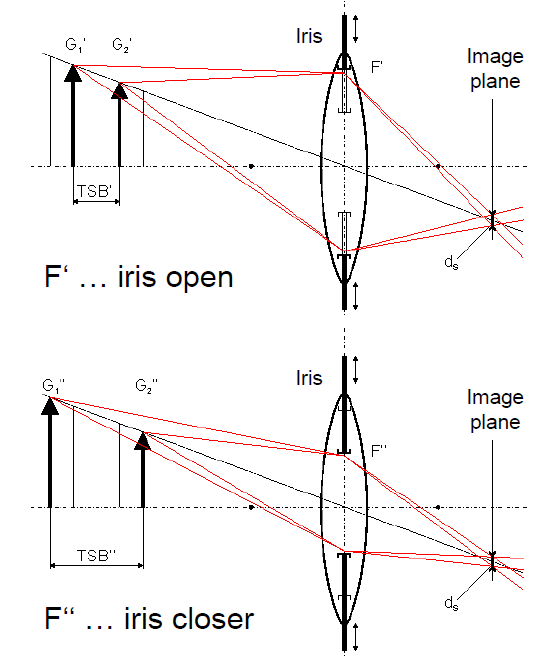 G₁' G₂'
Iris
F'
Image
plane
TSB'
dₛ
F‘ … iris open
G₁'' G₂''
Iris
Image
plane
F''
TSB''
dₛ
F“ … iris closer